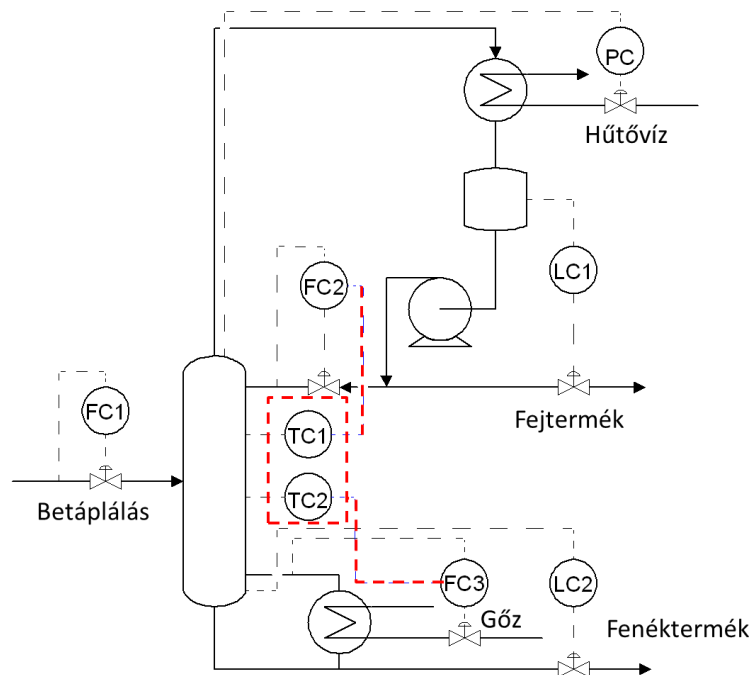 PC
Hűtővíz
LC1
FC2
FC1
Fejtermék
TC1
Betáplálás
TC2
FC3
LC2
Gőz
Fenéktermék